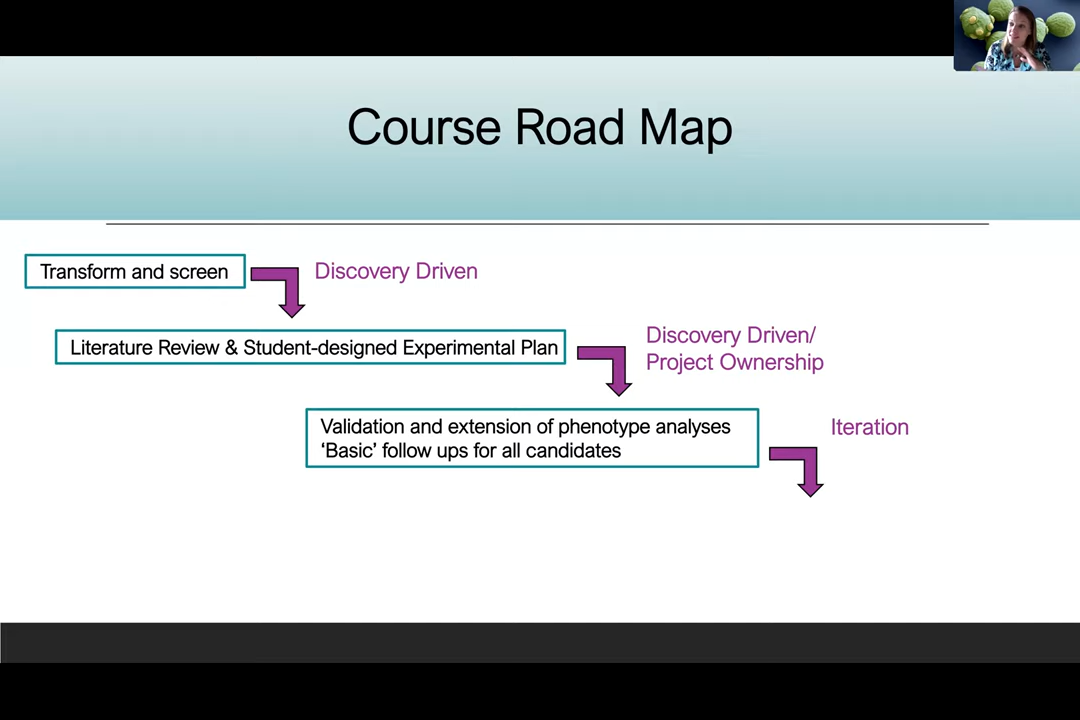 Course Road Map
Transform and screen
Discovery Driven
Literature Review & Student-designed Experimental Plan
Discovery Driven/
Project Ownership
Validation and extension of phenotype analyses
‘Basic’ follow ups for all candidates
Iteration